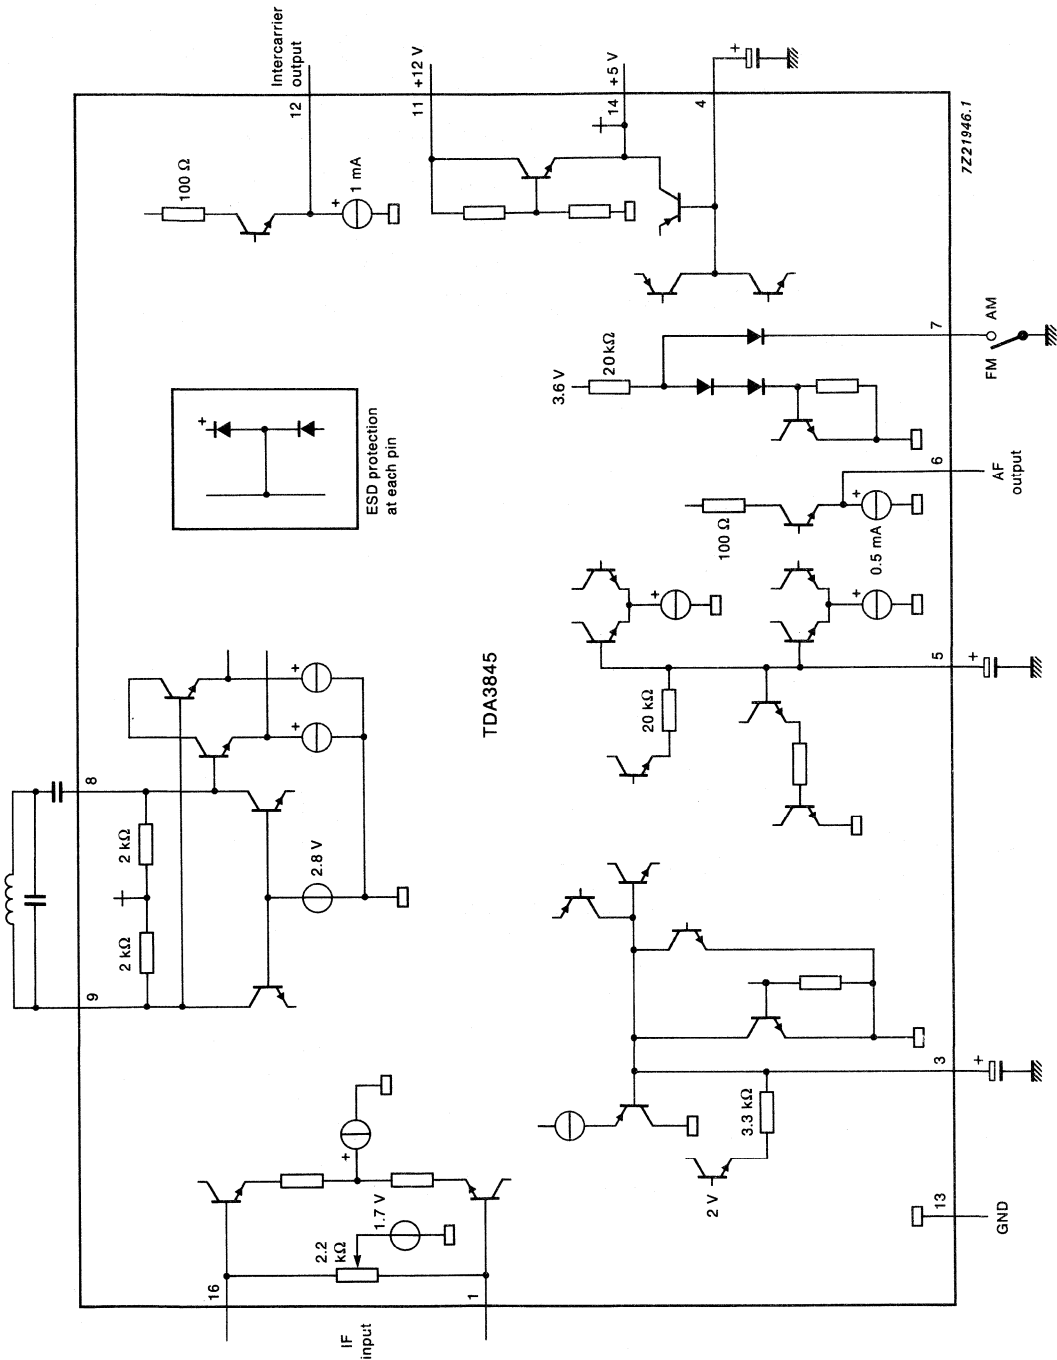 Intercarrier
output
12
11
+12 V
14
+5 V
4
100 Ω
+
1 mA
+
7Z21946.1
3.6 V
20 kΩ
7
FM
AM
+
ESD protection
at each pin
6
AF
output
100 Ω
+
0.5 mA
+
+
5
+
20 kΩ
TDA3845
8
2 kΩ
2 kΩ
9
2.8 V
+
+
3
+
3.3 kΩ
2 V
13
GND
16
1
2.2
kΩ
1.7 V
+
IF
input